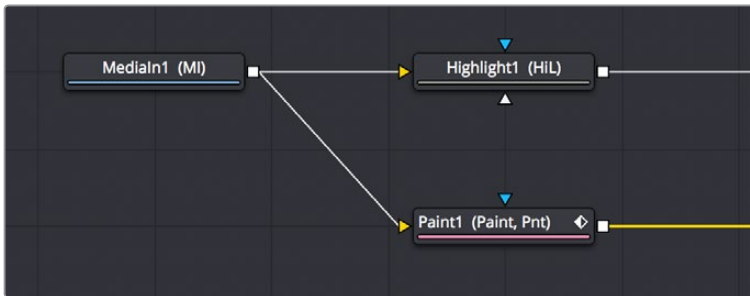 MediaIn1 (MI)
Highlight1 (HiL)
Paint1 (Paint, Pnt)